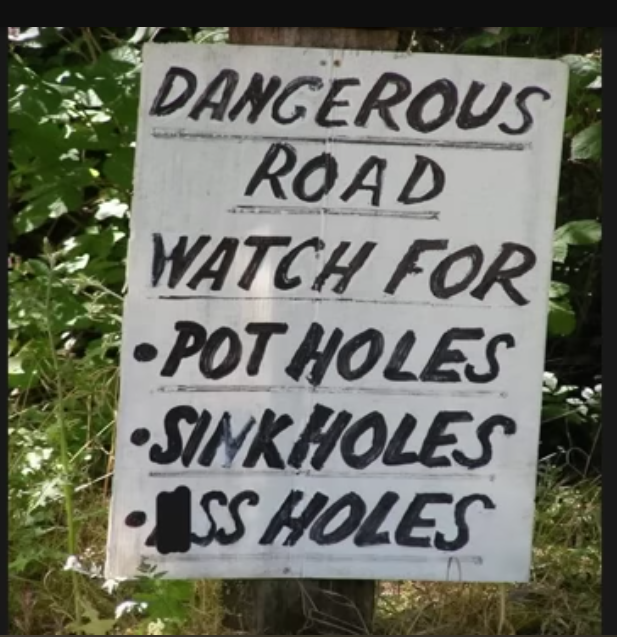 DANGEROUS
ROAD
WATCH FOR
• POT HOLES
• SINKHOLES
• SS HOLES